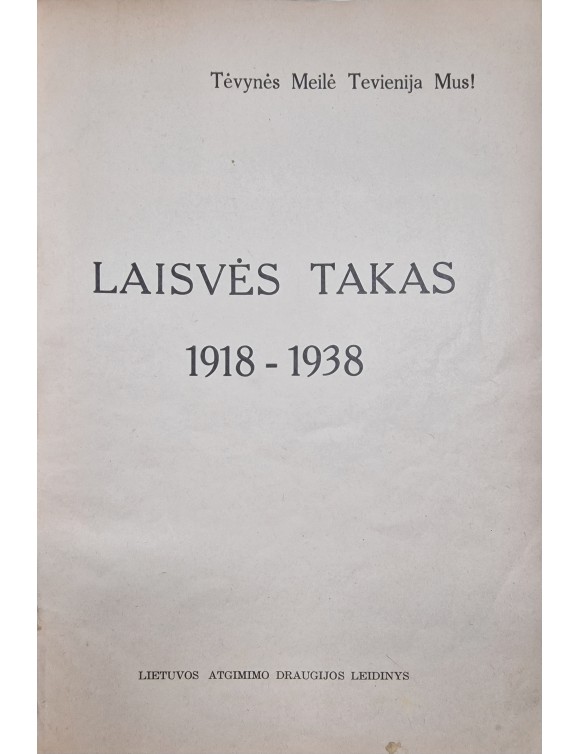 Tėvynės Meilė Tevienija Mus!
LAISVĖS TAKAS
1918 - 1938
LIETUVOS ATGIMIMO DRAUGIJOS LEIDINYS